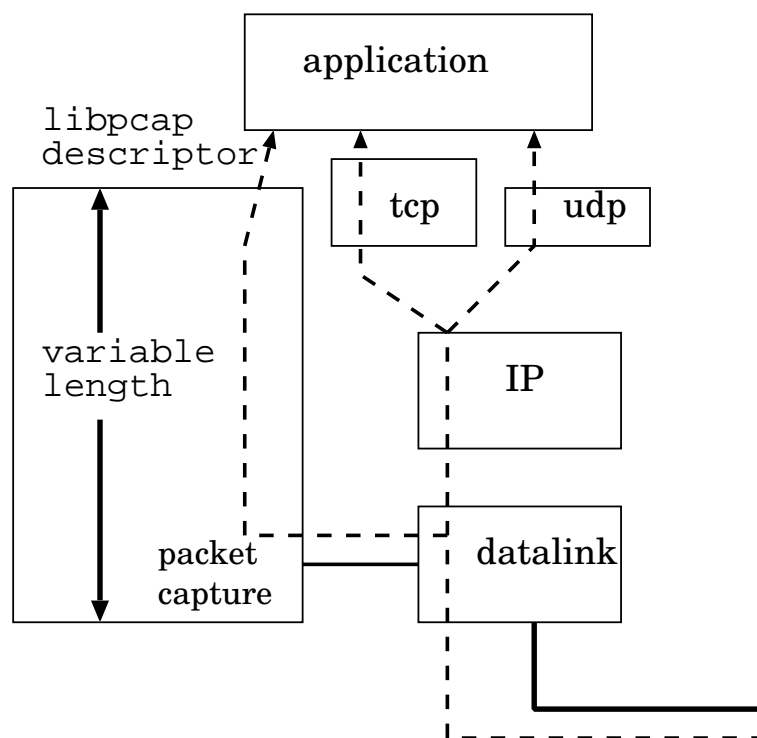 application
libpcap
descriptor
tcp
udp
variable
length
IP
packet
capture
datalink